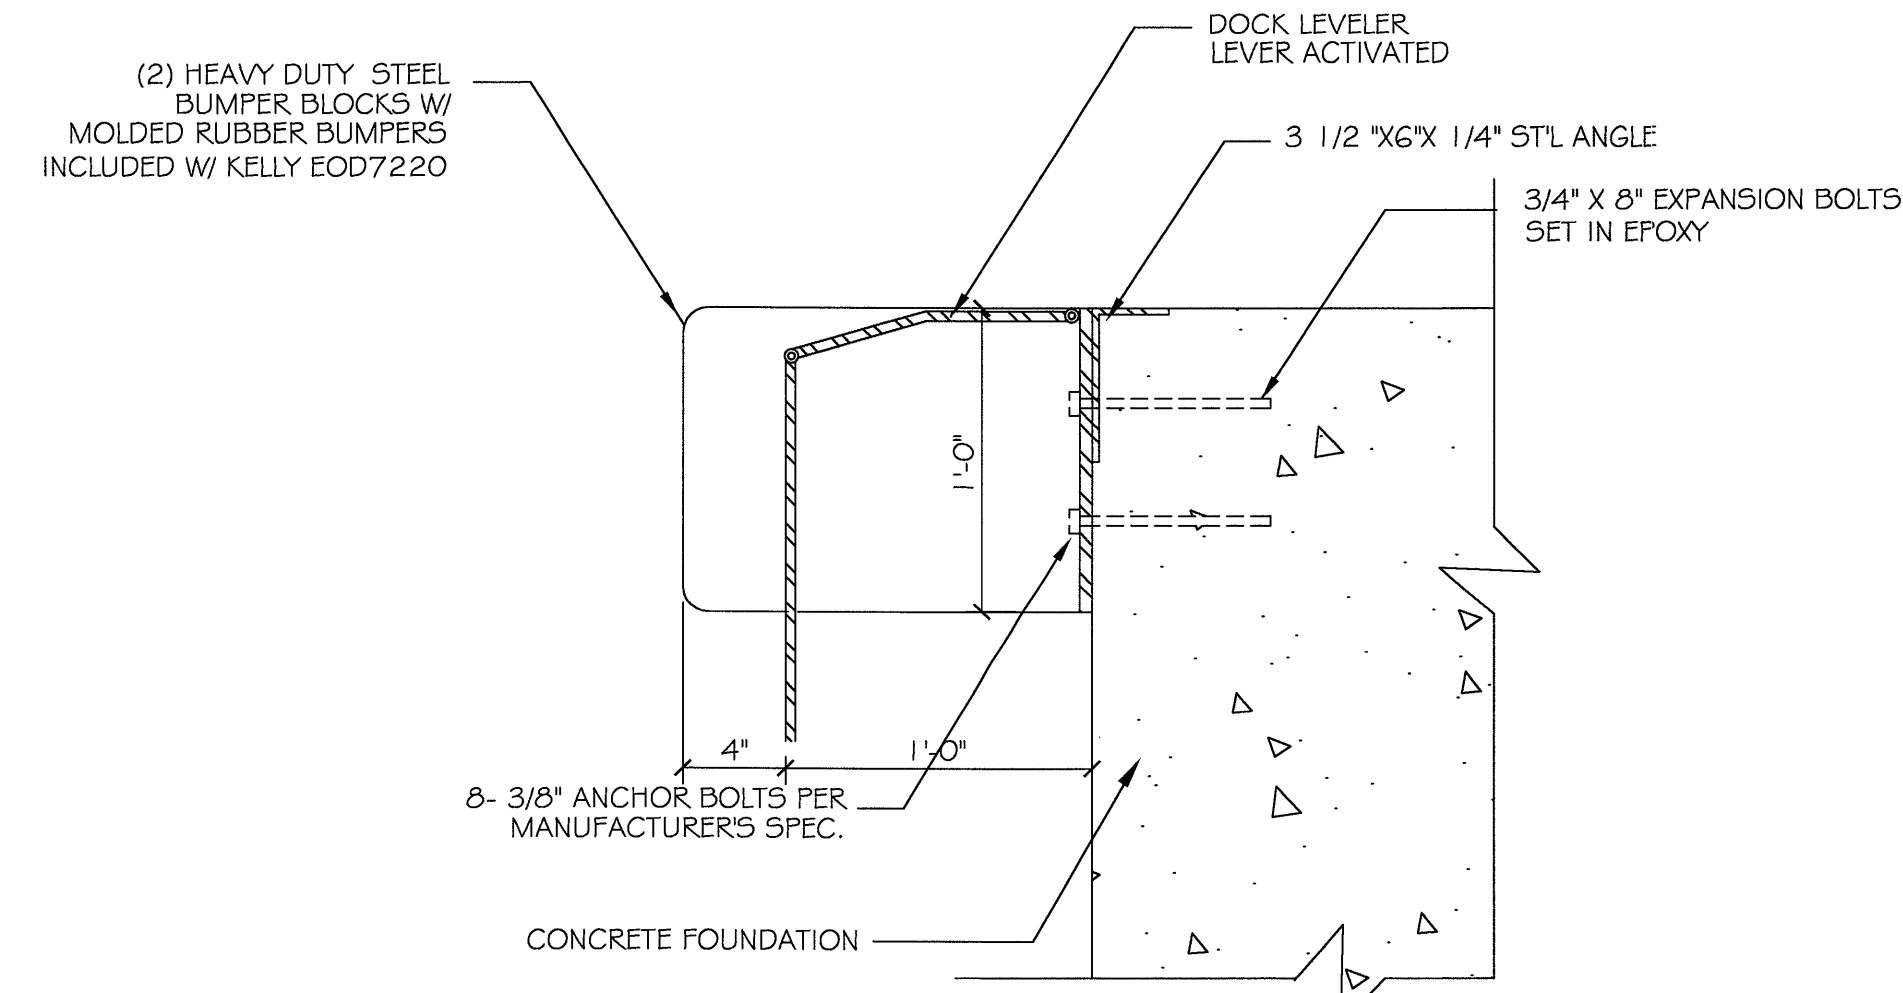 DOCK LEVELER
LEVER ACTIVATED
(2) HEAVY DUTY STEEL
BUMPER BLOCKS W/
MOLDED RUBBER BUMPERS
INCLUDED W/ KELLY EOD7220
3 1/2 "X6"X 1/4" ST'L ANGLE
3/4" X 8" EXPANSION BOLTS
SET IN EPOXY
1'-0"
4"
1'-0"
8- 3/8" ANCHOR BOLTS PER
MANUFACTURER'S SPEC.
CONCRETE FOUNDATION